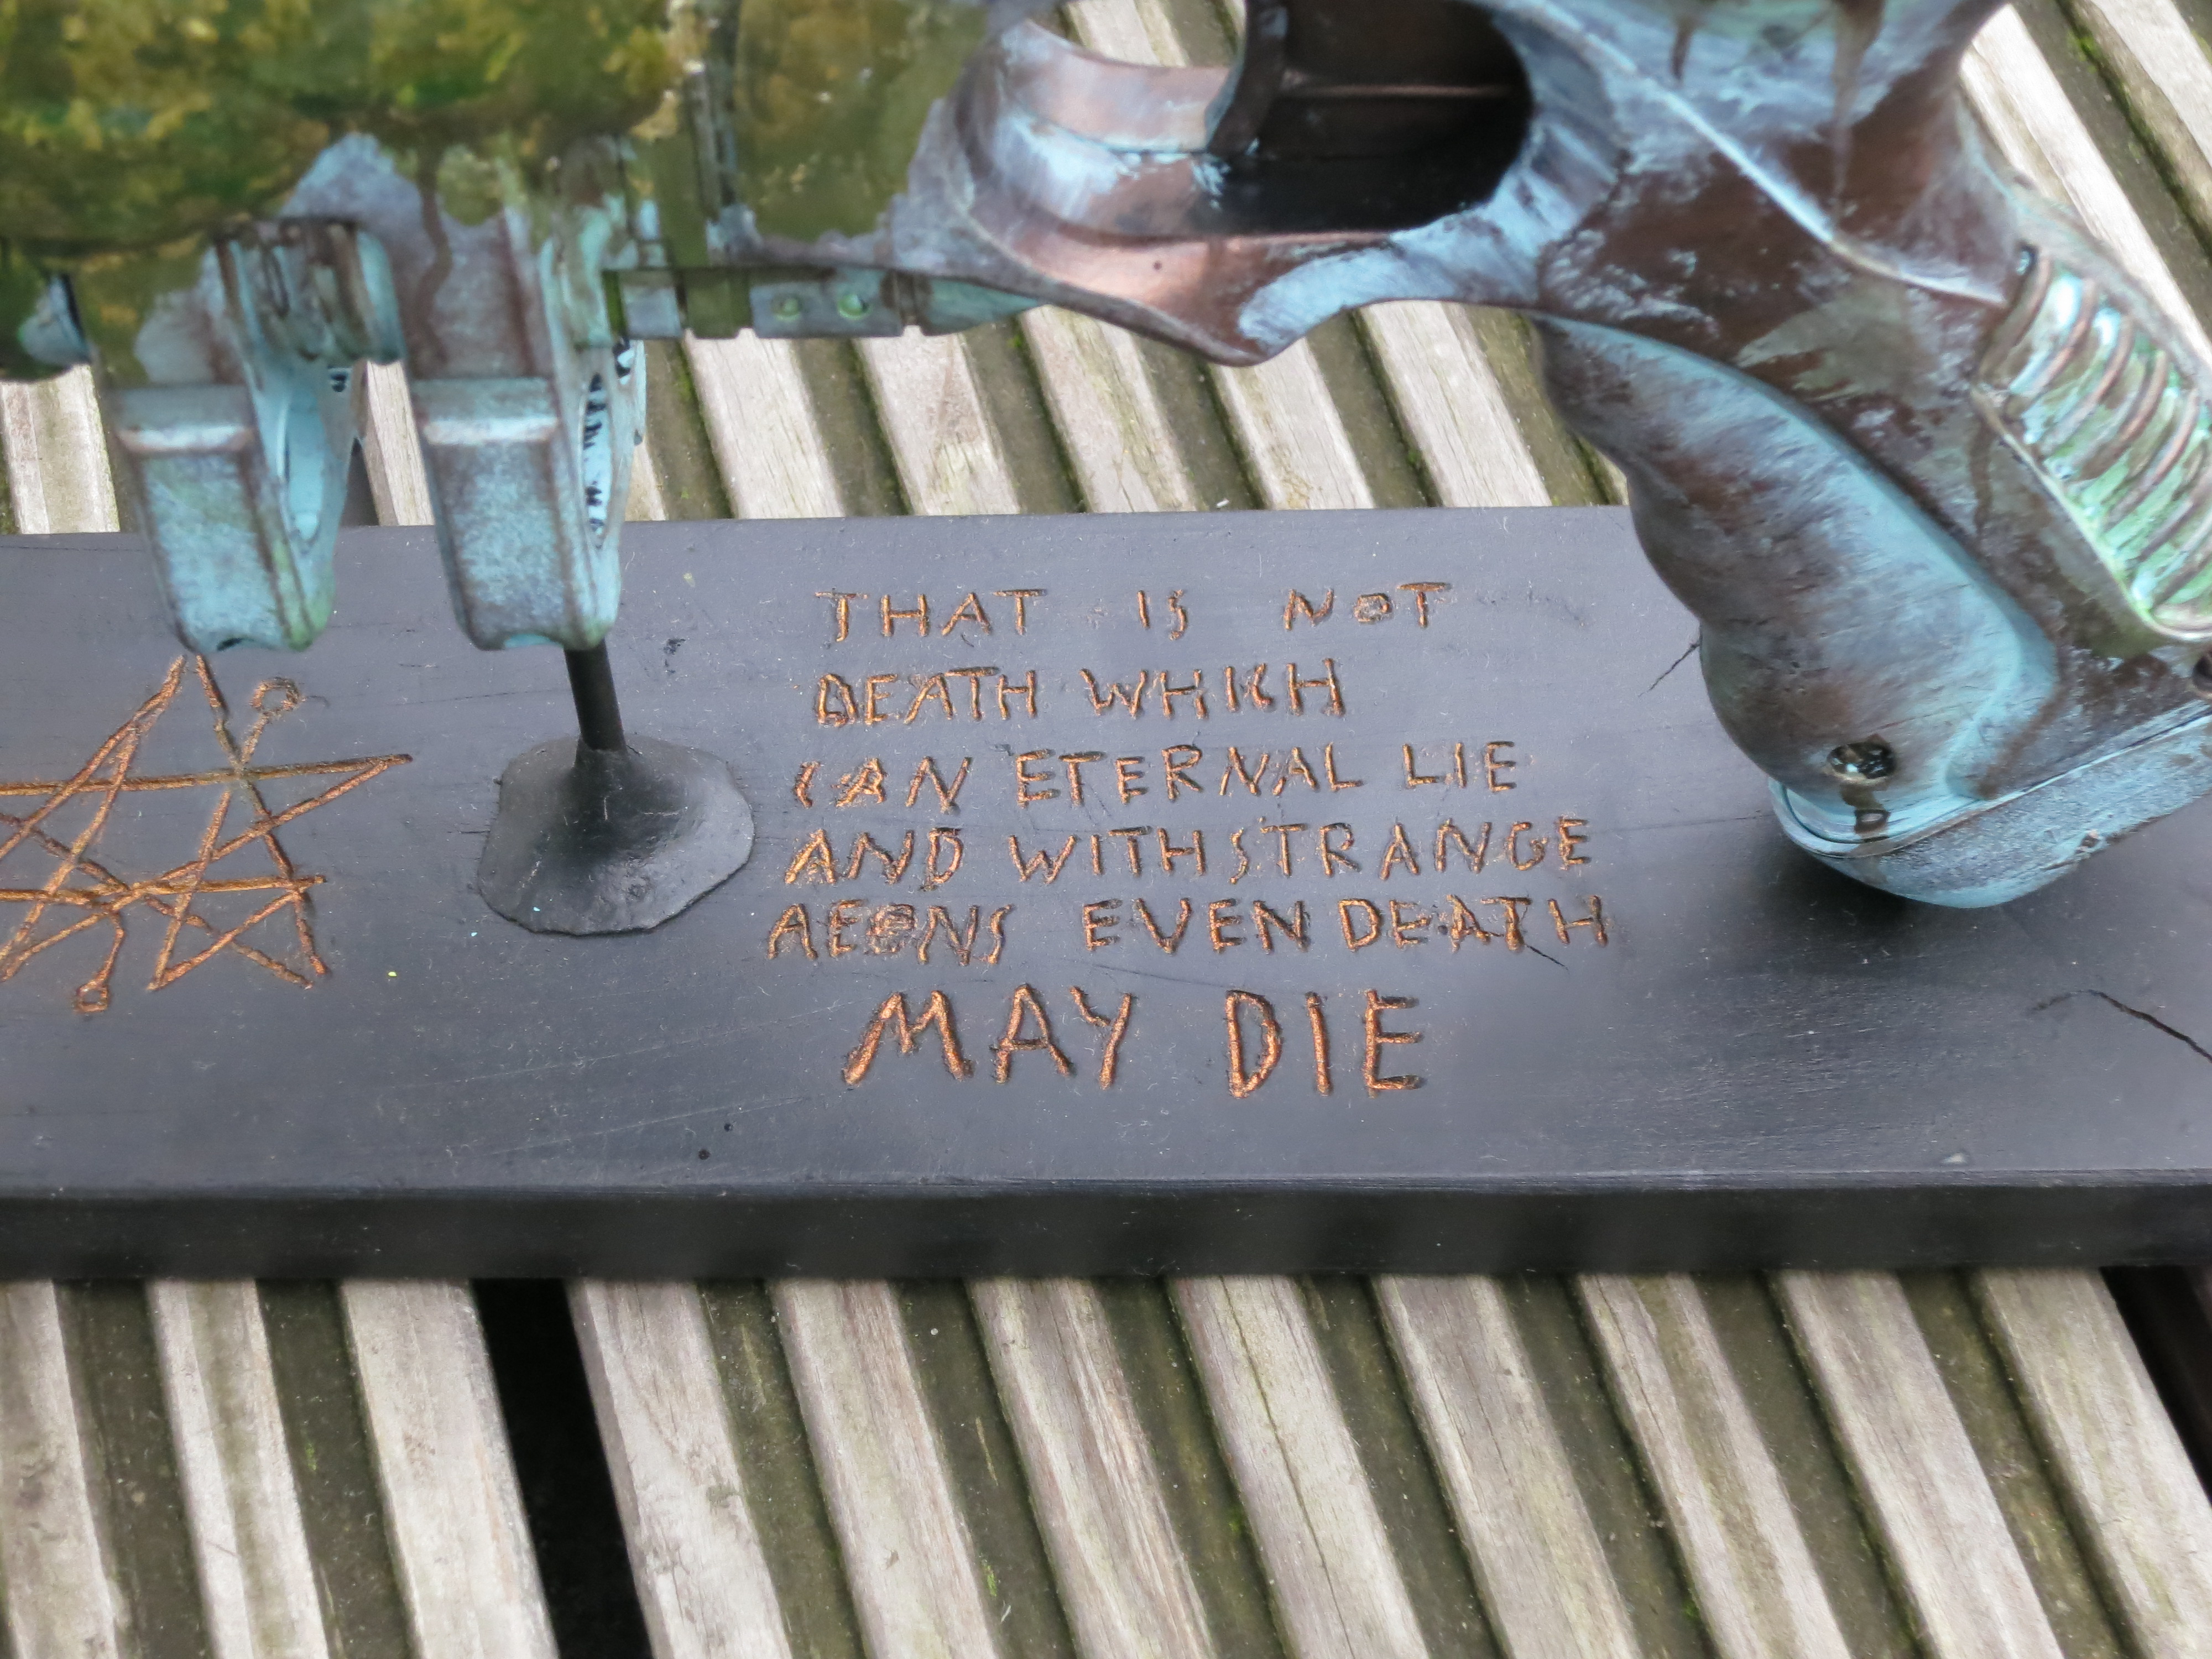 THAT IS NOT
DEATH WHICH
CAN ETERNAL LIE
AND WITH STRANGE
AEONS EVEN DEATH
MAY DIE